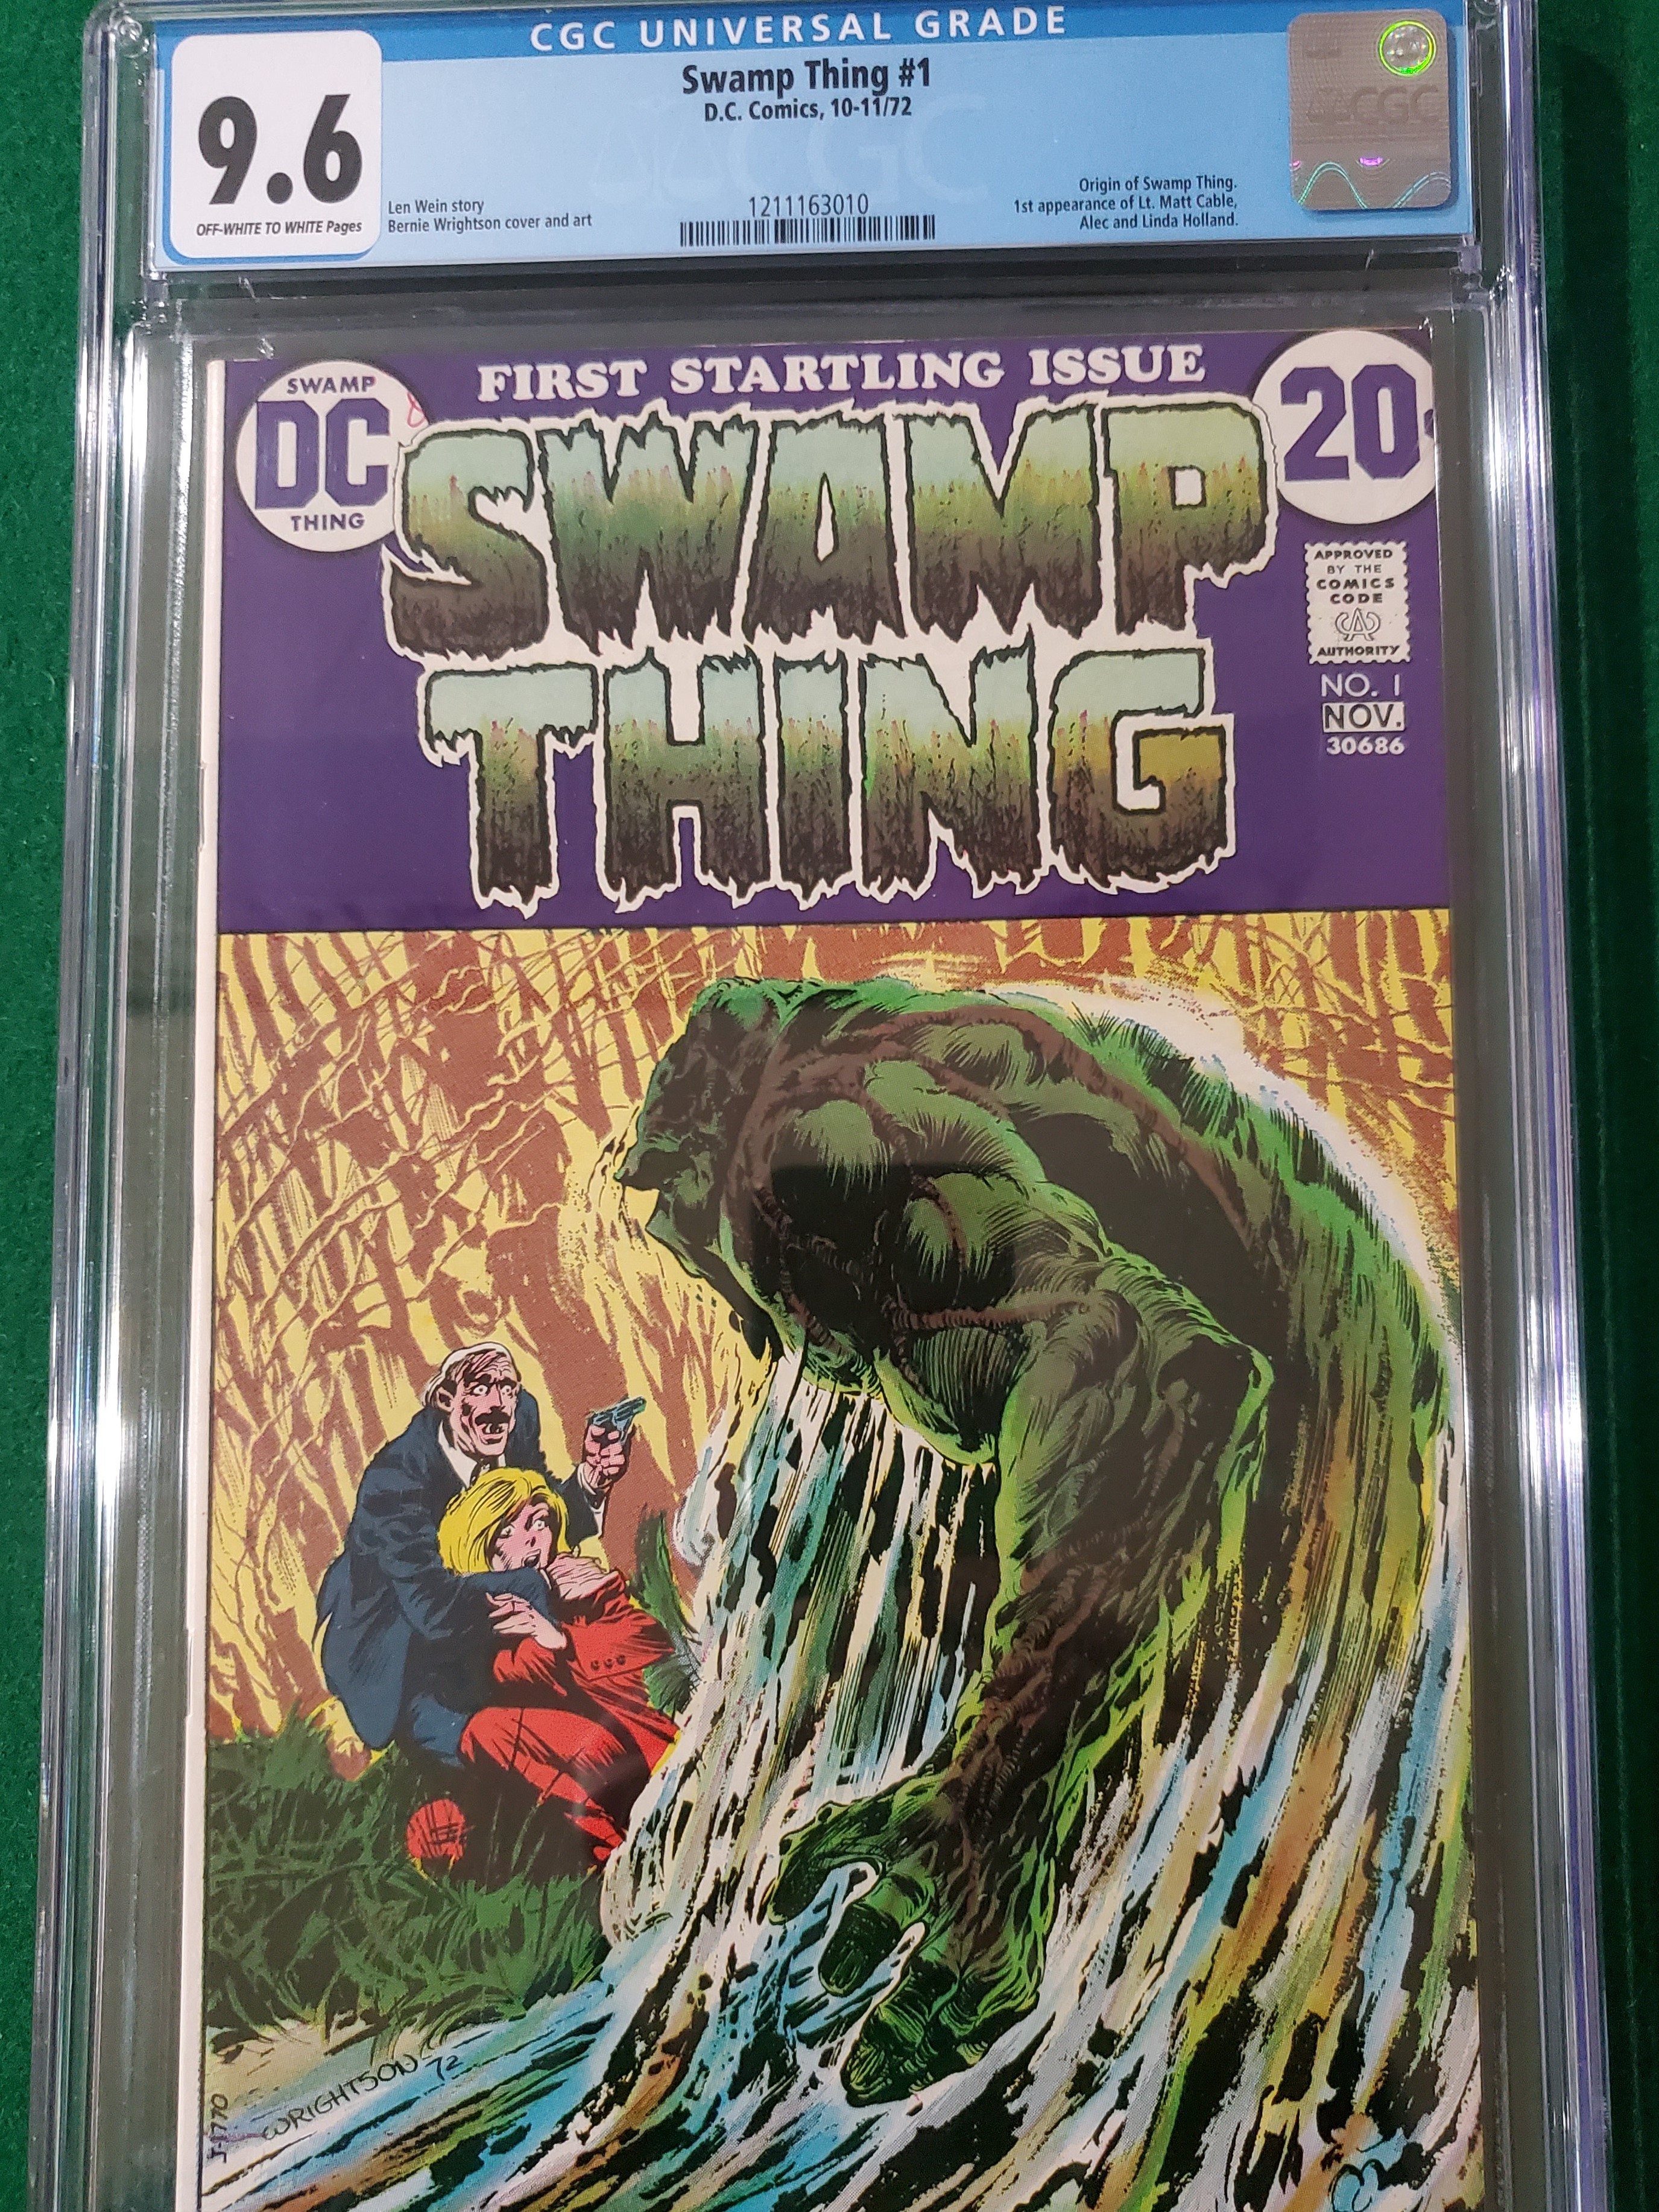 CGC UNIVERSAL GRADE
9.6
OFF-WHITE TO WHITE Pages
Swamp Thing #1
D.C. Comics, 10-11/72
Len Wein story
Bernie Wrightson cover and art
1211163010
Origin of Swamp Thing.
1st appearance of Lt. Matt Cable,
Alec and Linda Holland.
CGC
CGC
SWAMP
DC
THING
FIRST STARTLING ISSUE
20¢
SWAMP
THING
APPROVED
BY THE
COMICS
CODE
CA
AUTHORITY
NO. 1
NOV.
30686
WRIGHTSON
72